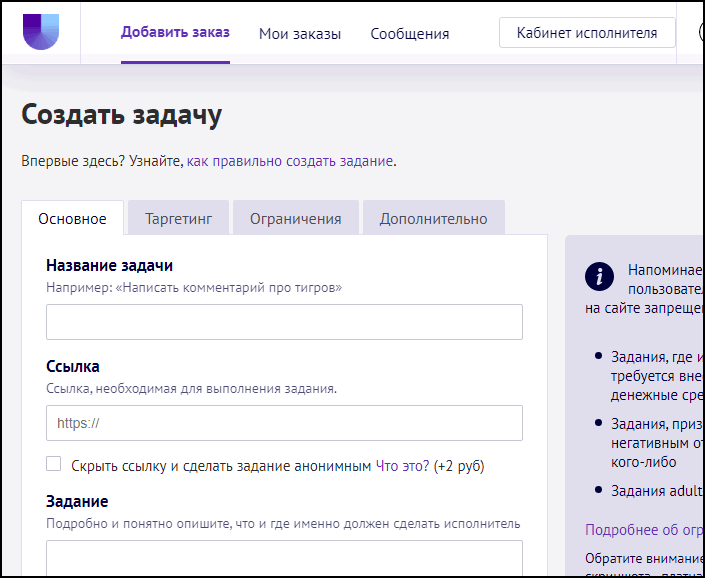 Добавить заказ
Мои заказы
Сообщения
Кабинет исполнителя
Создать задачу
Впервые здесь? Узнайте, как правильно создать задание.
Основное
Таргетинг
Ограничения
Дополнительно
Название задачи
Например: «Написать комментарий про тигров»
Ссылка
Ссылка, необходимая для выполнения задания.
https://
Скрыть ссылку и сделать задание анонимным Что это? (+2 руб)
Задание
Подробно и понятно опишите, что и где именно должен сделать исполнитель
i
Напоминае
пользовател
на сайте запрещен
Задания, где и
требуется вне
денежные сре
Задания, приз
негативным от
кого-либо
Задания adult
Подробнее об огр
Обратите внимание